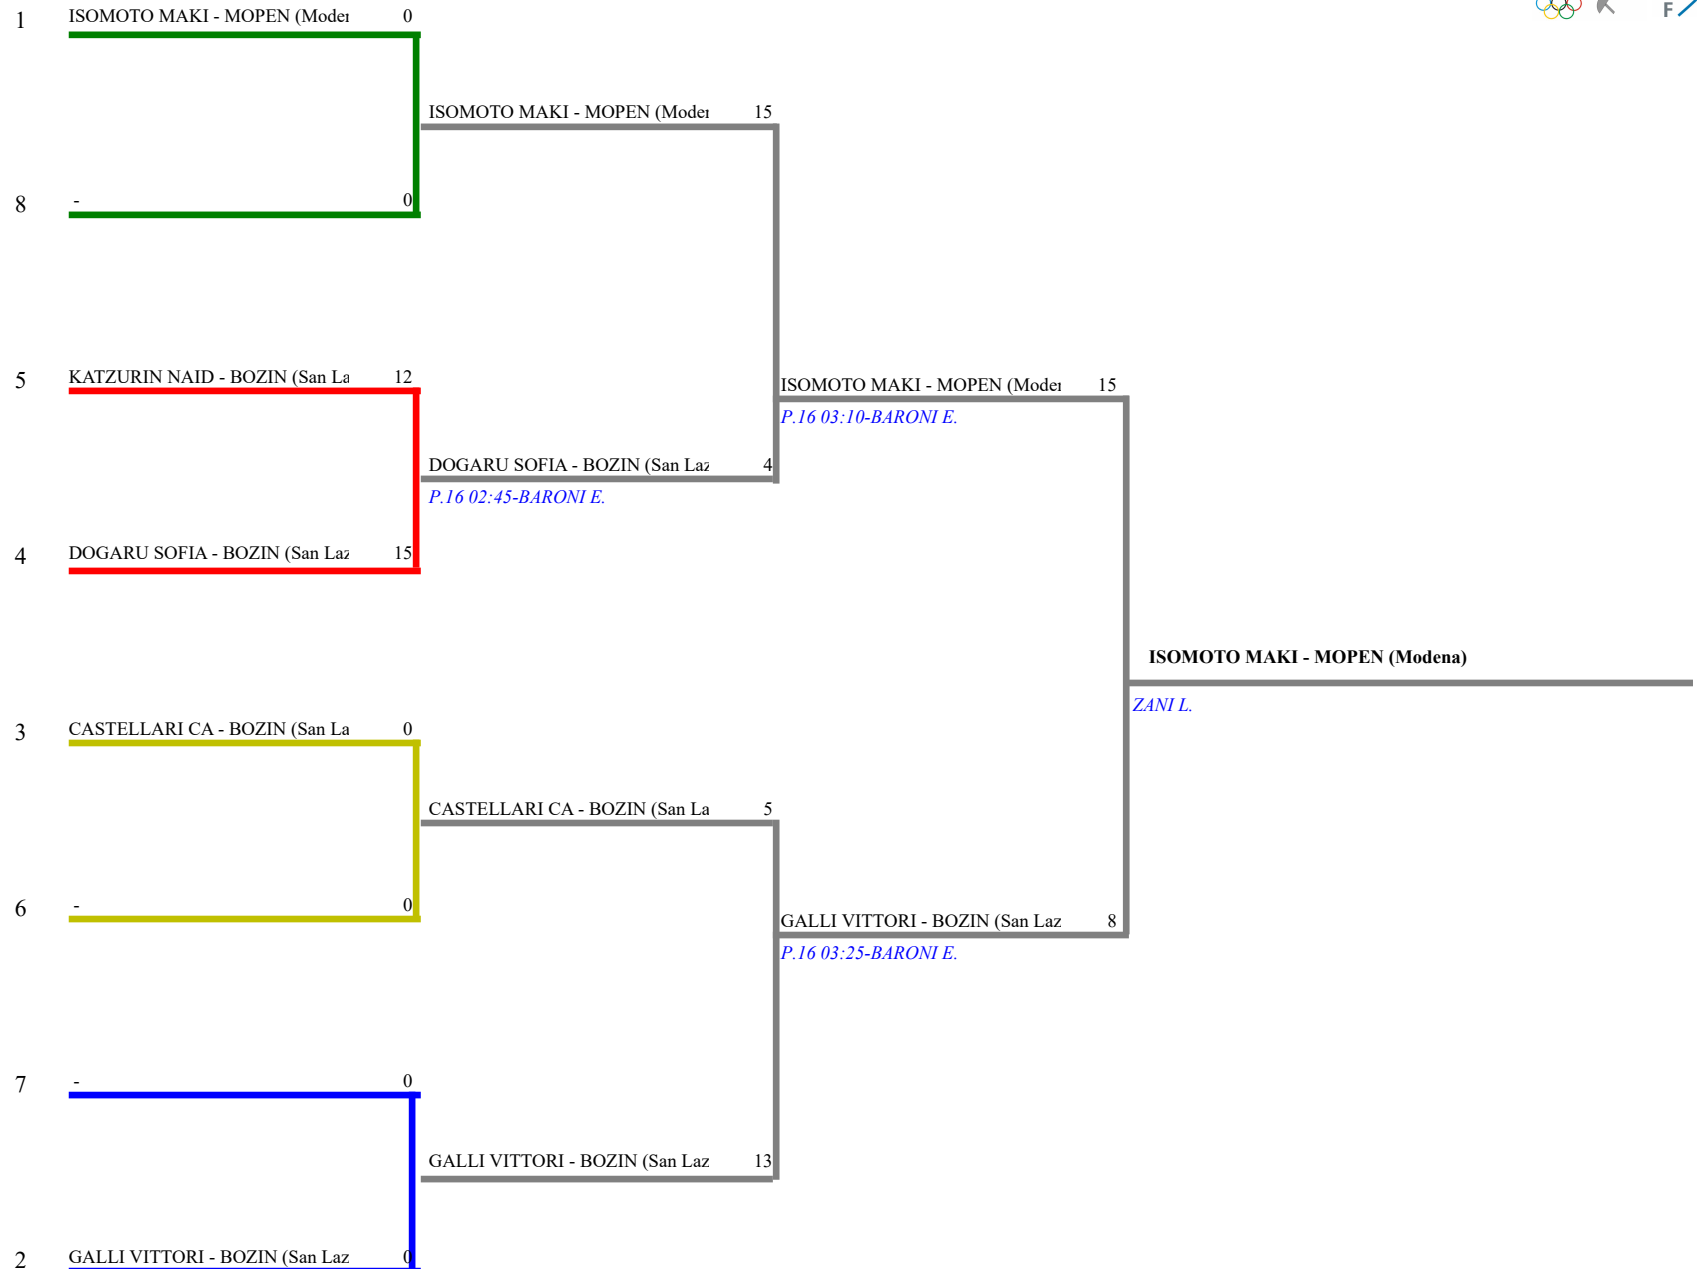 1 ISOMOTO MAKI - MOPEN (Moder 0
F
ISOMOTO MAKI - MOPEN (Moder 15
8 - 0
5 KATZURIN NAID - BOZIN (San La 12
ISOMOTO MAKI - MOPEN (Moder 15
P.16 03:10-BARONI E.
DOGARU SOFIA - BOZIN (San Laz 4
P.16 02:45-BARONI E.
4 DOGARU SOFIA - BOZIN (San Laz 15
ISOMOTO MAKI - MOPEN (Modena)
ZANI L.
3 CASTELLARI CA - BOZIN (San La 0
CASTELLARI CA - BOZIN (San La 5
6 - 0
GALLI VITTORI - BOZIN (San Laz 8
P.16 03:25-BARONI E.
7 - 0
GALLI VITTORI - BOZIN (San Laz 13
2 GALLI VITTORI - BOZIN (San Laz 0